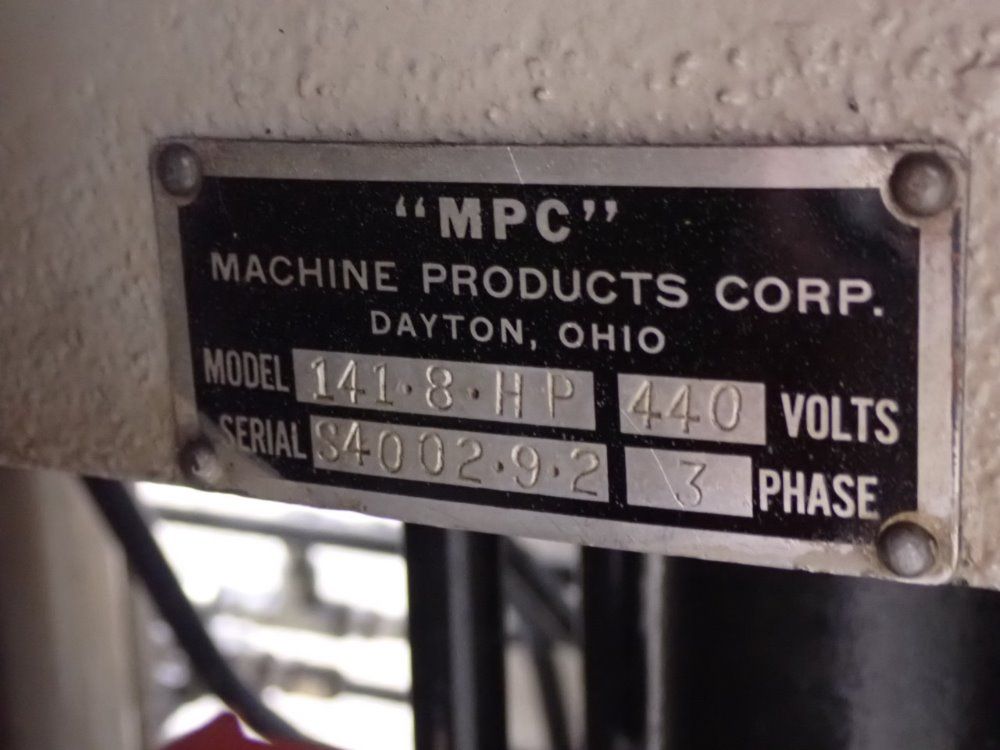 “MPC”
MACHINE PRODUCTS CORP.
DAYTON, OHIO
MODEL 141·8·HP 440 VOLTS
SERIAL S4002·9·2 3 PHASE